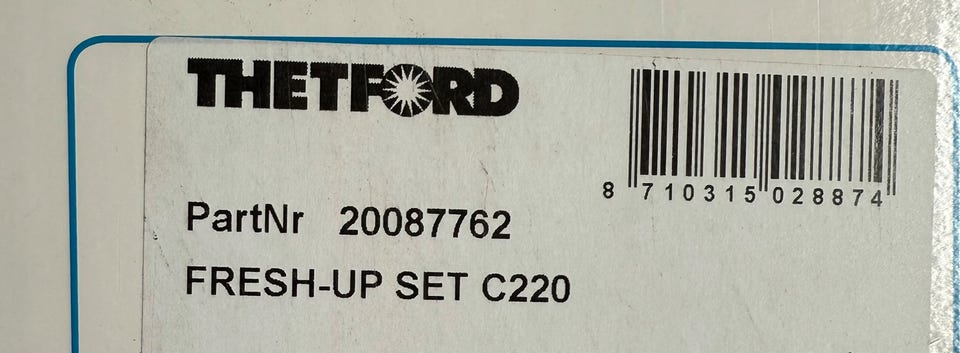 THETFORD
8 710315 028874
PartNr 20087762
FRESH-UP SET C220